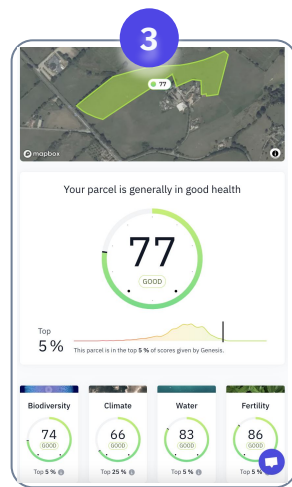 3
77
mapbox
Your parcel is generally in good health
77
GOOD
Top
5 %
This parcel is in the top 5 % of scores given by Genesis.
Biodiversity Climate Water Fertility
74 66 83 86
GOOD GOOD GOOD GOOD
Top 5 % Top 25 % Top 5 % Top 5 %